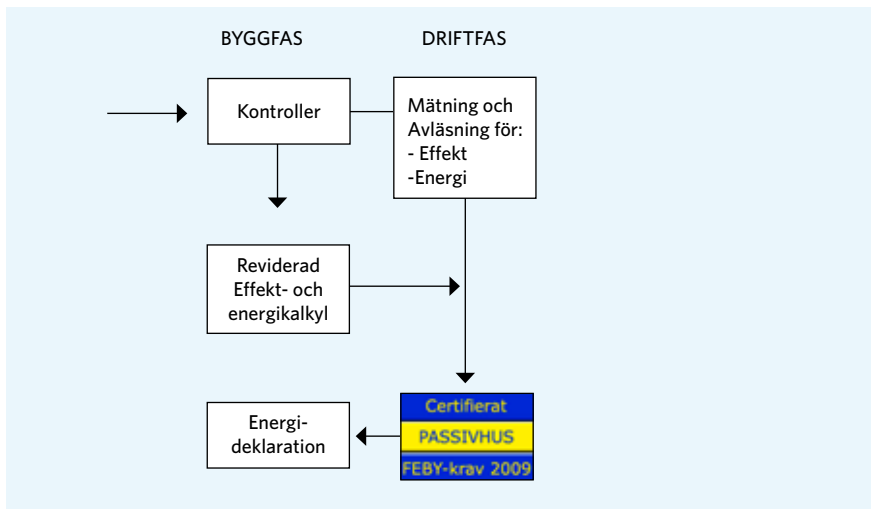 BYGGFAS
DRIFTFAS
Kontroller
Mätning och
Avläsning för:
- Effekt
-Energi
Reviderad
Effekt- och
energikalkyl
Certifierat
PASSIVHUS
FEBY-krav 2009
Energi-
deklaration